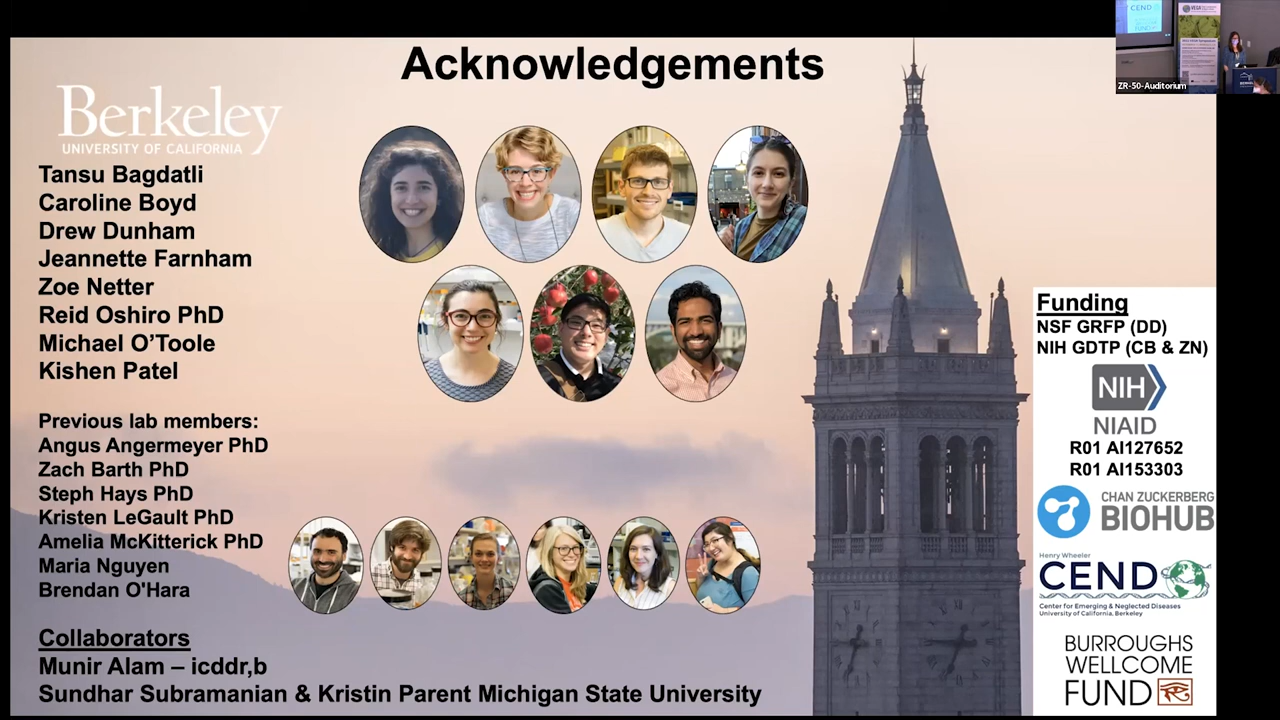 Acknowledgements
Berkeley
UNIVERSITY OF CALIFORNIA
Tansu Bagdatli
Caroline Boyd
Drew Dunham
Jeannette Farnham
Zoe Netter
Reid Oshiro PhD
Michael O’Toole
Kishen Patel
Previous lab members:
Angus Angermeyer PhD
Zach Barth PhD
Steph Hays PhD
Kristen LeGault PhD
Amelia McKitterick PhD
Maria Nguyen
Brendan O'Hara
Collaborators
Munir Alam – icddr,b
Sundhar Subramanian & Kristin Parent Michigan State University
Funding
NSF GRFP (DD)
NIH GDTP (CB & ZN)
NIH
NIAID
R01 AI127652
R01 AI153303
CHAN ZUCKERBERG
BIOHUB
Henry Wheeler
CEND
Center for Emerging & Neglected Diseases
University of California, Berkeley
BURROUGHS
WELLCOME
FUND
CEND
VEGA
ZR-50-Auditorium